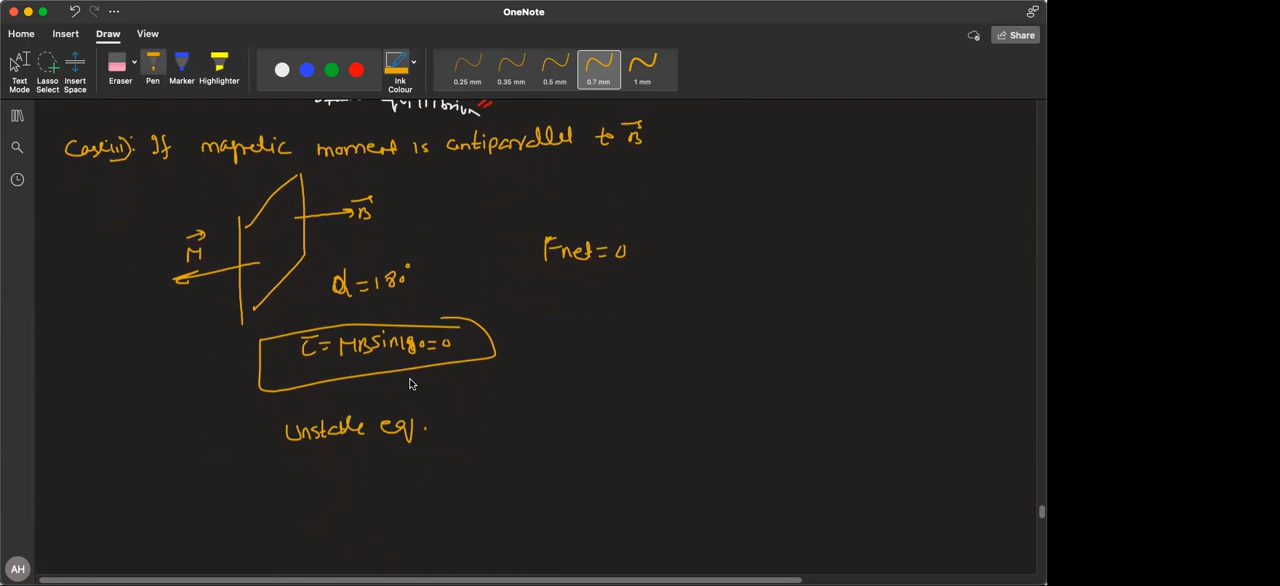 OneNote
Home Insert Draw View
Share
Text Mode
Lasso Select
Insert Space
Eraser
Pen
Marker
Highlighter
Ink Colour
0.25 mm
0.35 mm
0.5 mm
0.7 mm
1 mm
Case(iii): If magnetic moment is antiparallel to B⃗
B⃗
M⃗
Fnet = 0
α = 180°
τ = MBsin180 = 0
unstable eq.
AH